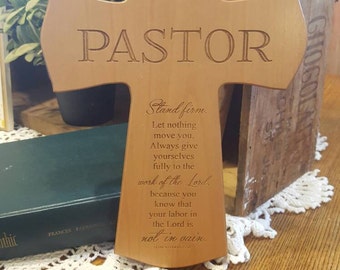 PASTOR
Stand firm.
Let nothing
move you.
Always give
yourselves
fully to the
work of the Lord,
because you
know that
your labor in
the Lord is
not in vain